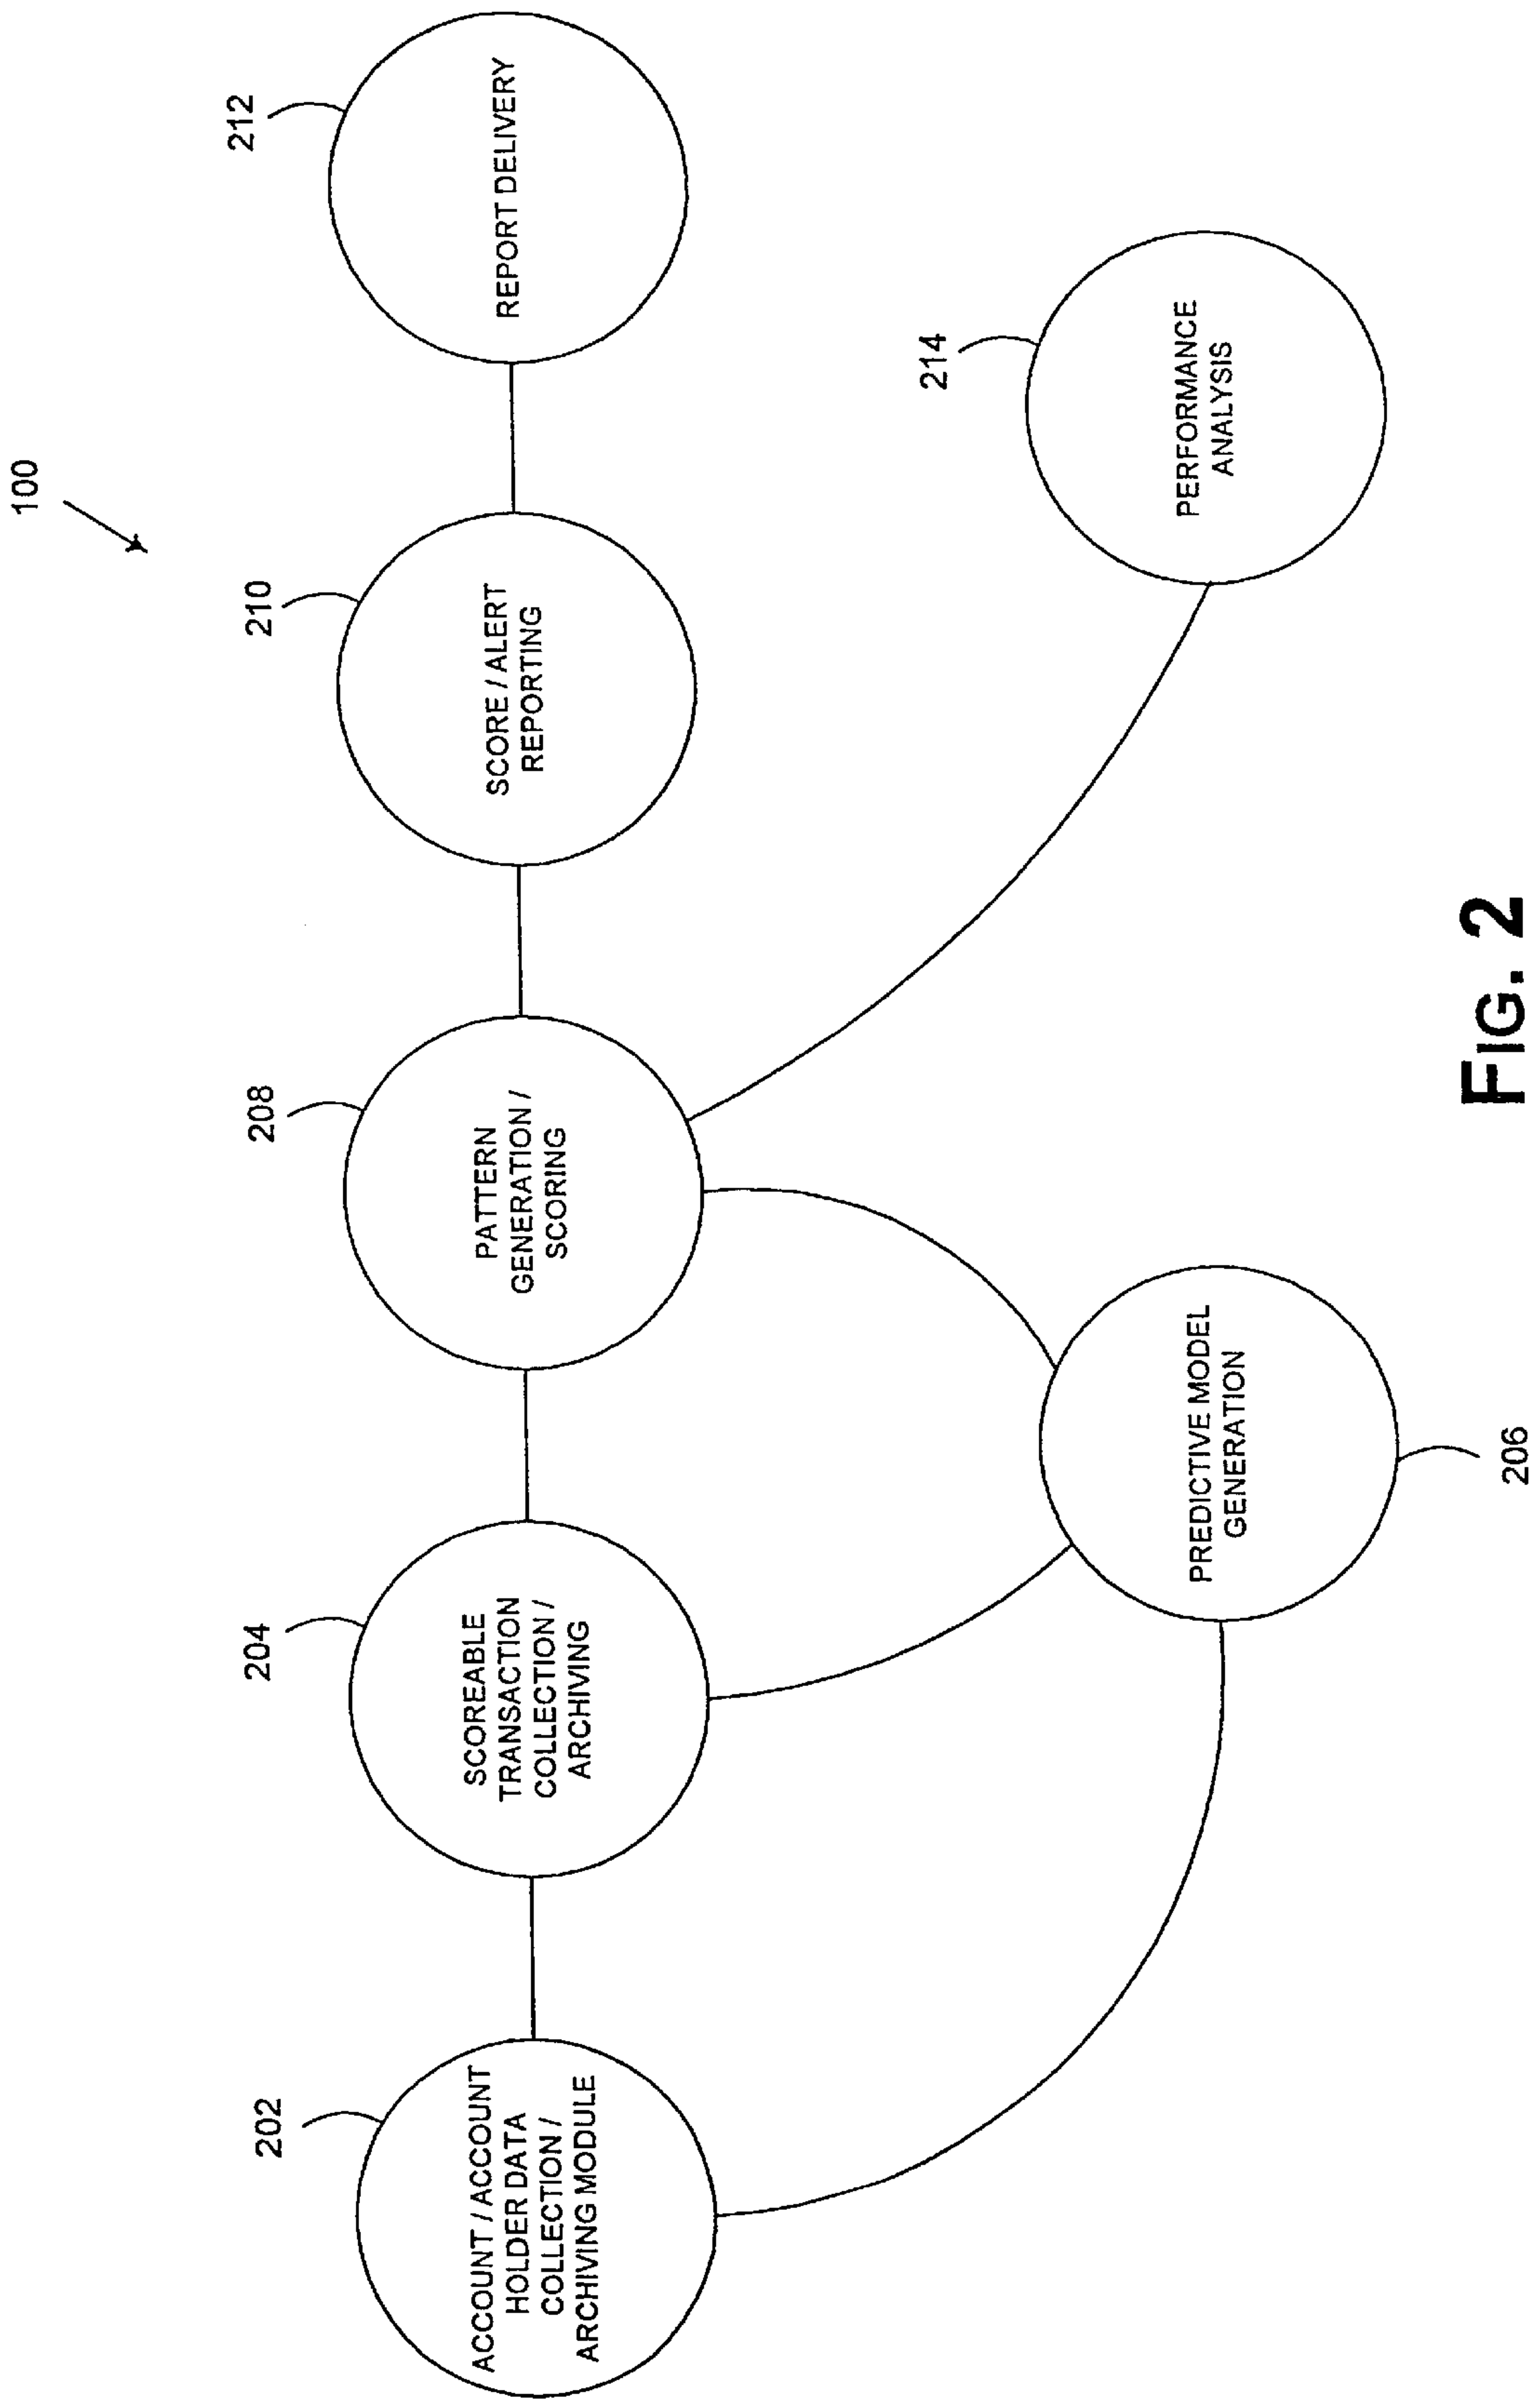 100
202
ACCOUNT / ACCOUNT
HOLDER DATA
COLLECTION /
ARCHIVING MODULE
204
SCOREABLE
TRANSACTION
COLLECTION /
ARCHIVING
208
PATTERN
GENERATION /
SCORING
210
SCORE / ALERT
REPORTING
212
REPORT DELIVERY
PREDICTIVE MODEL
GENERATION
206
214
PERFORMANCE
ANALYSIS
FIG. 2